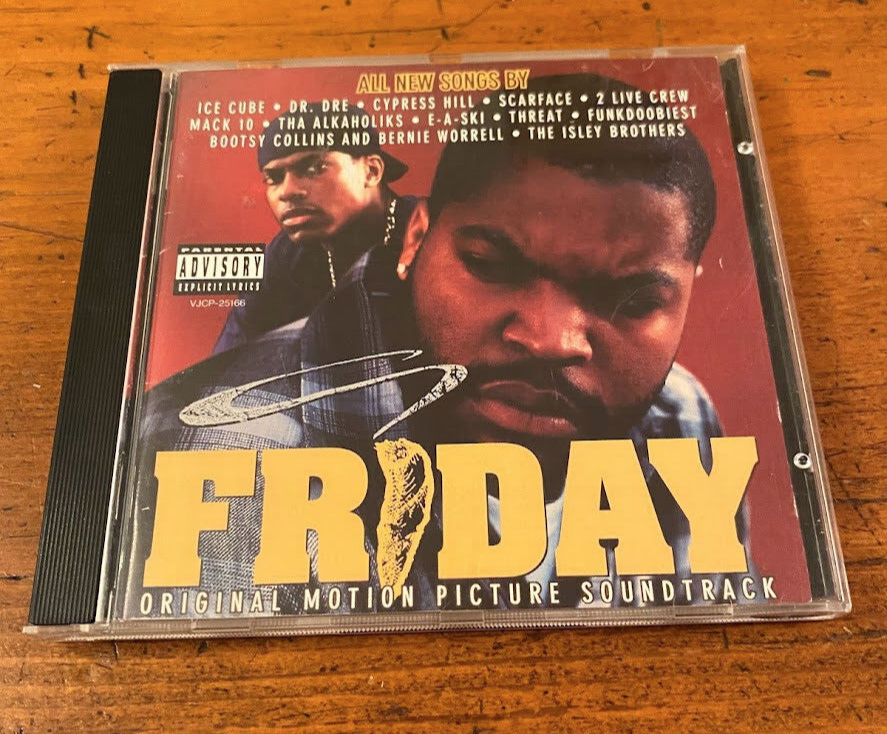 ALL NEW SONGS BY
ICE CUBE • DR. DRE • CYPRESS HILL • SCARFACE • 2 LIVE CREW
MACK 10 • THA ALKAHOLIKS • E-A-SKI • THREAT • FUNKDOOBIEST
BOOTSY COLLINS AND BERNIE WORRELL • THE ISLEY BROTHERS
PARENTAL
ADVISORY
EXPLICIT LYRICS
VJCP-25166
FRIDAY
ORIGINAL MOTION PICTURE SOUNDTRACK